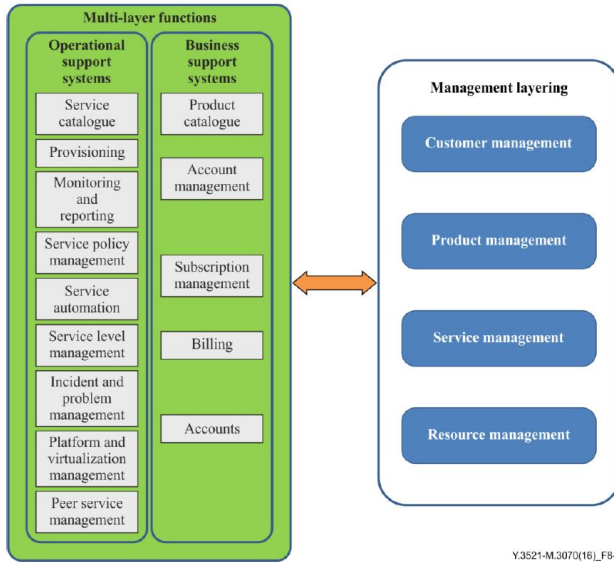 Multi-layer functions
Operational
support
systems
Service
catalogue
Provisioning
Monitoring
and
reporting
Service policy
management
Service
automation
Service level
management
Incident and
problem
management
Platform and
virtualization
management
Peer service
management
Business
support
systems
Product
catalogue
Account
management
Subscription
management
Billing
Accounts
Management layering
Customer management
Product management
Service management
Resource management